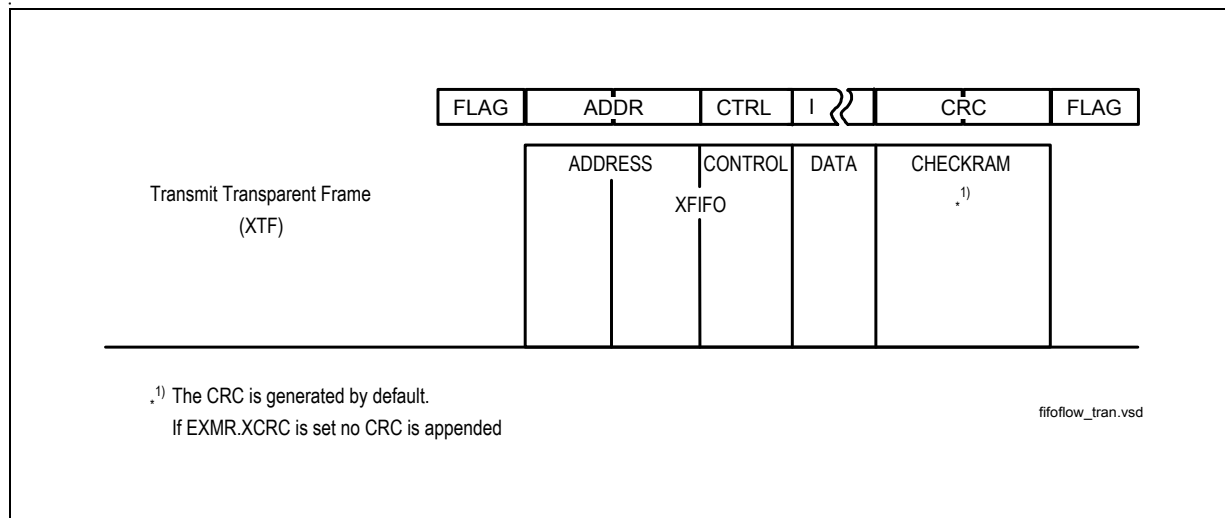 FLAG ADDR CTRL I CRC FLAG
ADDRESS CONTROL DATA CHECKRAM
Transmit Transparent Frame XFIFO *1)
(XTF)
*1) The CRC is generated by default.
If EXMR.XCRC is set no CRC is appended
fifoflow_tran.vsd